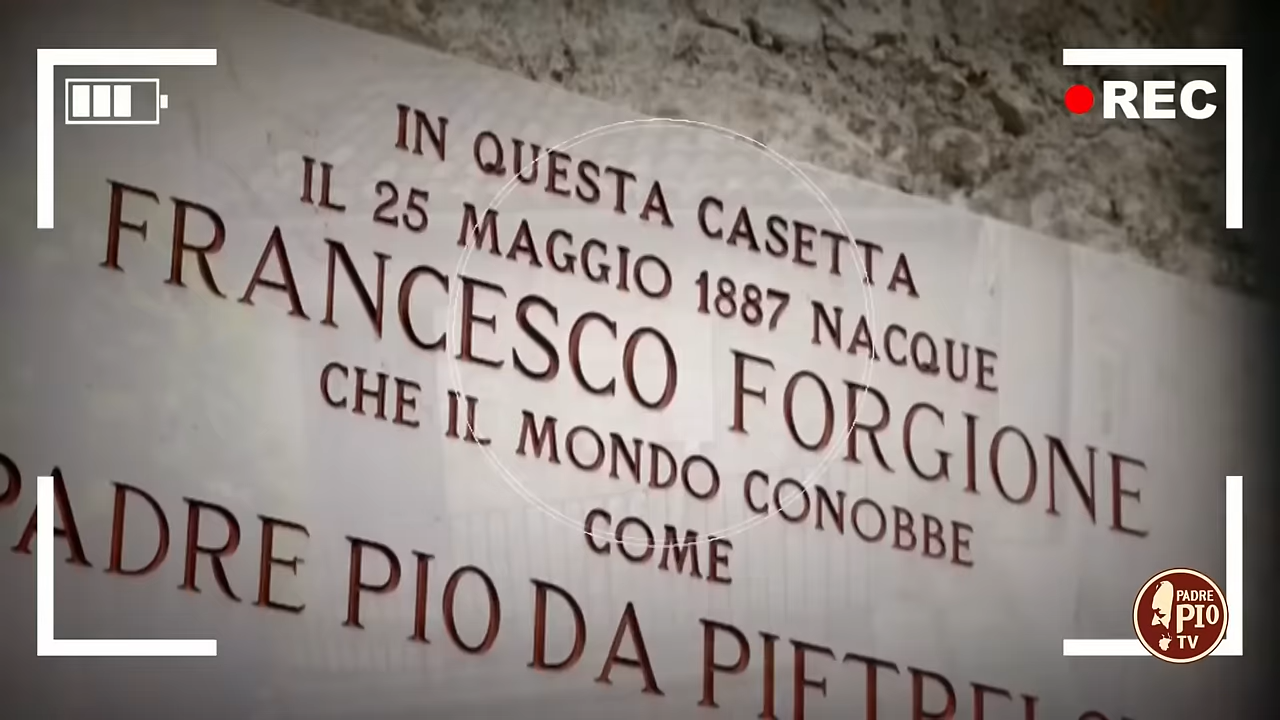 REC
IN QUESTA CASETTA
IL 25 MAGGIO 1887 NACQUE
FRANCESCO FORGIONE
CHE IL MONDO CONOBBE
COME
PADRE PIO DA
PADRE
PIO
TV